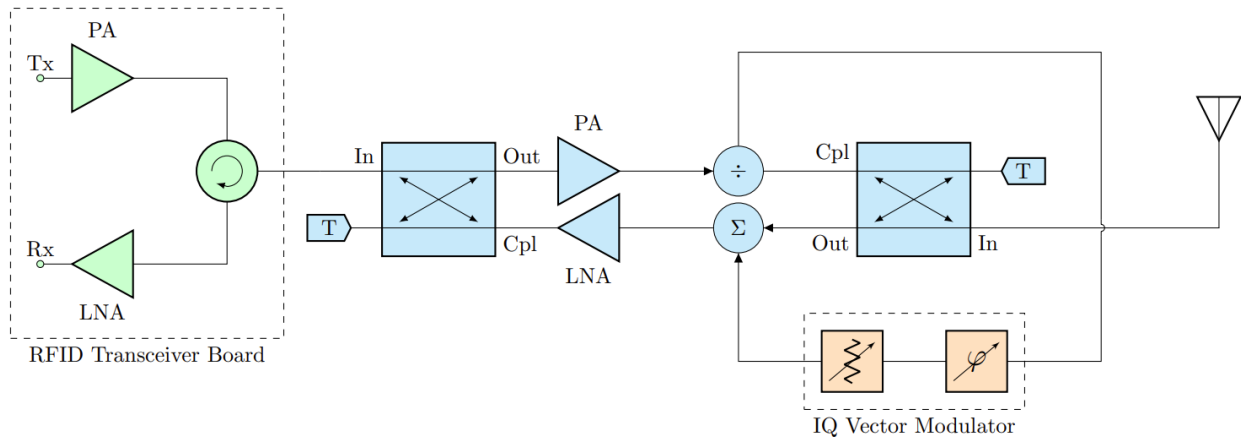 PA
Tx
Rx
LNA
RFID Transceiver Board
In
Out
T
Cpl
PA
LNA
÷
Σ
Cpl
T
Out
In
φ
IQ Vector Modulator